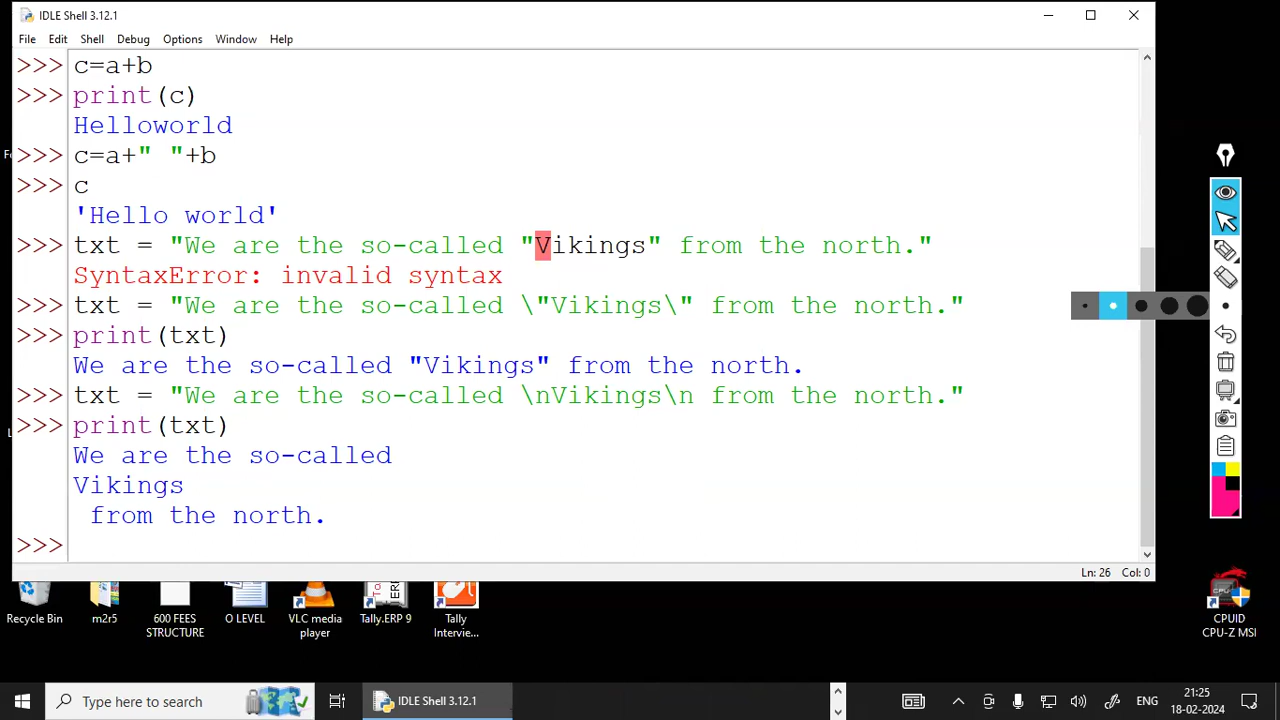 IDLE Shell 3.12.1
File Edit Shell Debug Options Window Help
>>> c=a+b
>>> print(c)
Helloworld
>>> c=a+" "+b
>>> c
'Hello world'
>>> txt = "We are the so-called "Vikings" from the north."
SyntaxError: invalid syntax
>>> txt = "We are the so-called \"Vikings\" from the north."
>>> print(txt)
We are the so-called "Vikings" from the north.
>>> txt = "We are the so-called \nVikings\n from the north."
>>> print(txt)
We are the so-called
Vikings
 from the north.
>>>
Ln: 26 Col: 0
Recycle Bin
m2r5
600 FEES
STRUCTURE
O LEVEL
VLC media
player
Tally.ERP 9
Tally
Intervie...
CPUID
CPU-Z MSI
Type here to search
IDLE Shell 3.12.1
ENG
21:25
18-02-2024